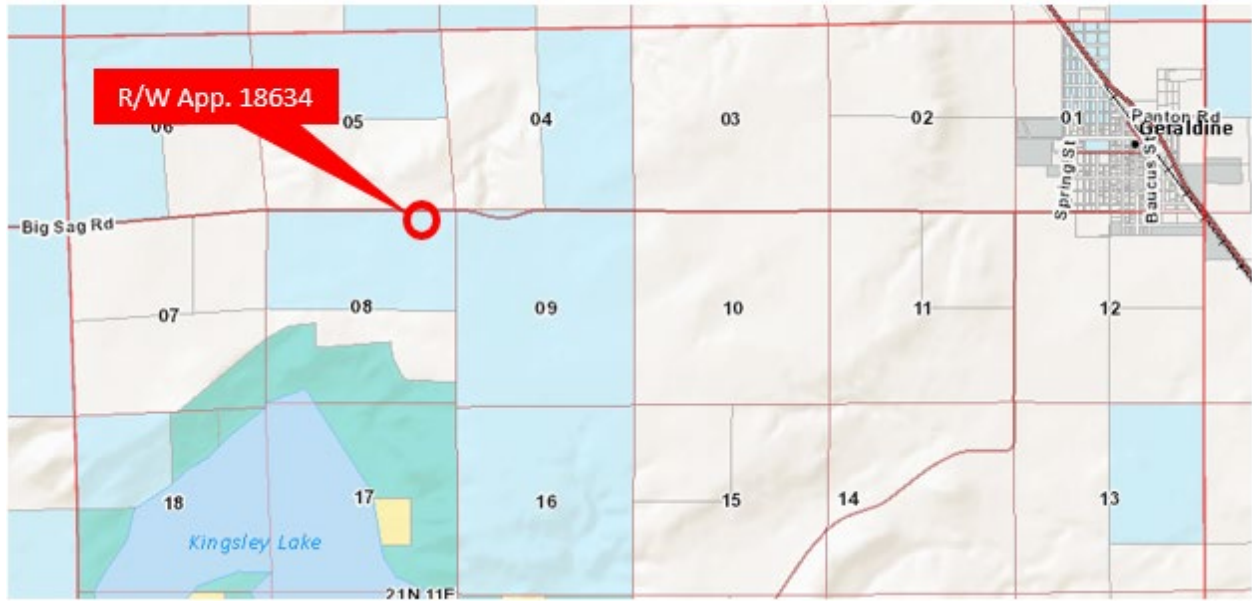 R/W App. 18634
06
05
04
03
02
01
Panton Rd
Geraldine
Spring St
Baucus St
Big Sag Rd
07
08
09
10
11
12
18
17
16
15
14
13
Kingsley Lake
21N 11E